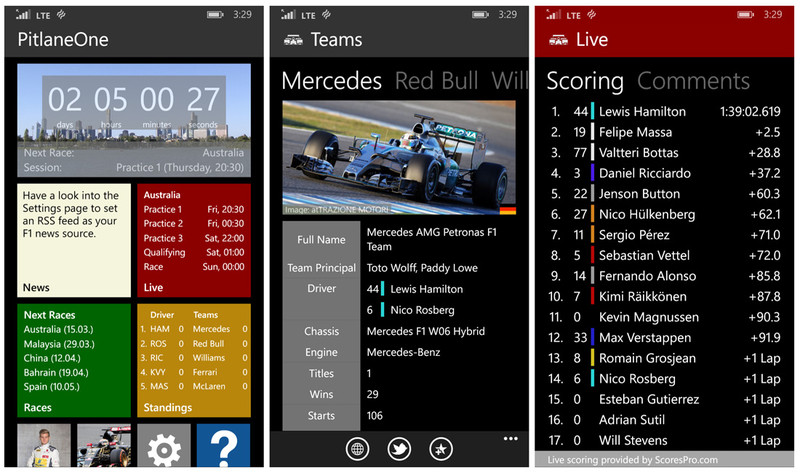 LTE 3:29
PitlaneOne
02 05 00 27
days hours minutes seconds
Next Race: Australia
Session: Practice 1 (Thursday, 20:30)
Have a look into the
Settings page to set
an RSS feed as your
F1 news source.
News
Australia
Practice 1 Fri, 20:30
Practice 2 Fri, 00:30
Practice 3 Sat, 22:00
Qualifying Sat, 01:00
Race Sun, 00:00
Live
Next Races
Australia (15.03.)
Malaysia (29.03.)
China (12.04.)
Bahrain (19.04.)
Spain (10.05.)
Races
Driver Teams
1. HAM 0 Mercedes 0
2. ROS 0 Red Bull 0
3. RIC 0 Williams 0
4. KVY 0 Ferrari 0
5. MAS 0 McLaren 0
Standings
?
LTE 3:29
Teams
Mercedes Red Bull Will
PETRONAS
Image: atTRAZIONE MOTORI
Full Name Mercedes AMG Petronas F1
Team
Team Principal Toto Wolff, Paddy Lowe
Driver 44 Lewis Hamilton
6 Nico Rosberg
Chassis Mercedes F1 W06 Hybrid
Engine Mercedes-Benz
Titles 1
Wins 29
Starts 106
LTE 3:29
Live
Scoring Comments
1. 44 Lewis Hamilton 1:39:02.619
2. 19 Felipe Massa +2.5
3. 77 Valtteri Bottas +28.8
4. 3 Daniel Ricciardo +37.2
5. 22 Jenson Button +60.3
6. 27 Nico Hülkenberg +62.1
7. 11 Sergio Pérez +71.0
8. 5 Sebastian Vettel +72.0
9. 14 Fernando Alonso +85.8
10. 7 Kimi Räikkönen +87.8
11. 0 Kevin Magnussen +90.3
12. 33 Max Verstappen +91.9
13. 8 Romain Grosjean +1 Lap
14. 6 Nico Rosberg +1 Lap
15. 0 Esteban Gutierrez +1 Lap
16. 0 Adrian Sutil +1 Lap
17. 0 Will Stevens +1 Lap
Live scoring provided by ScoresPro.com